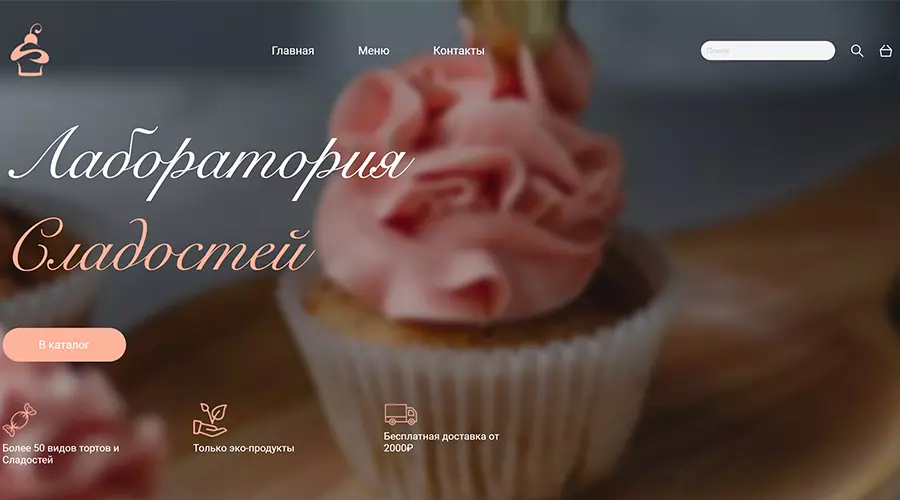 Главная Меню Контакты Поиск
Лаборатория
Сладостей
В каталог
Более 50 видов тортов и
Сладостей
Только эко-продукты
Бесплатная доставка от
2000₽